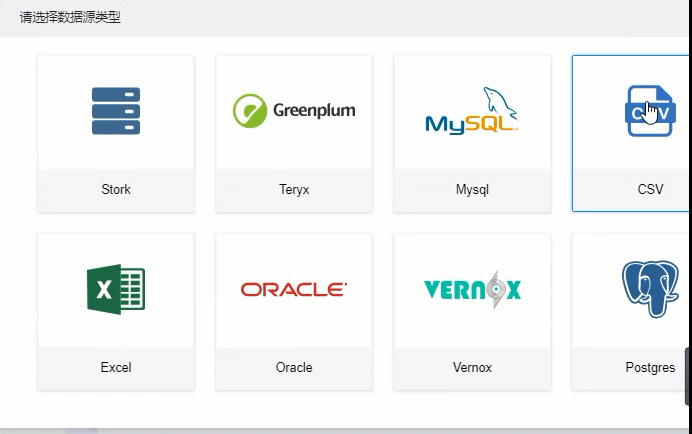 请选择数据源类型
Greenplum
MySQL
CSV
Stork
Teryx
Mysql
CSV
X
ORACLE
VERNOX
Excel
Oracle
Vernox
Postgres